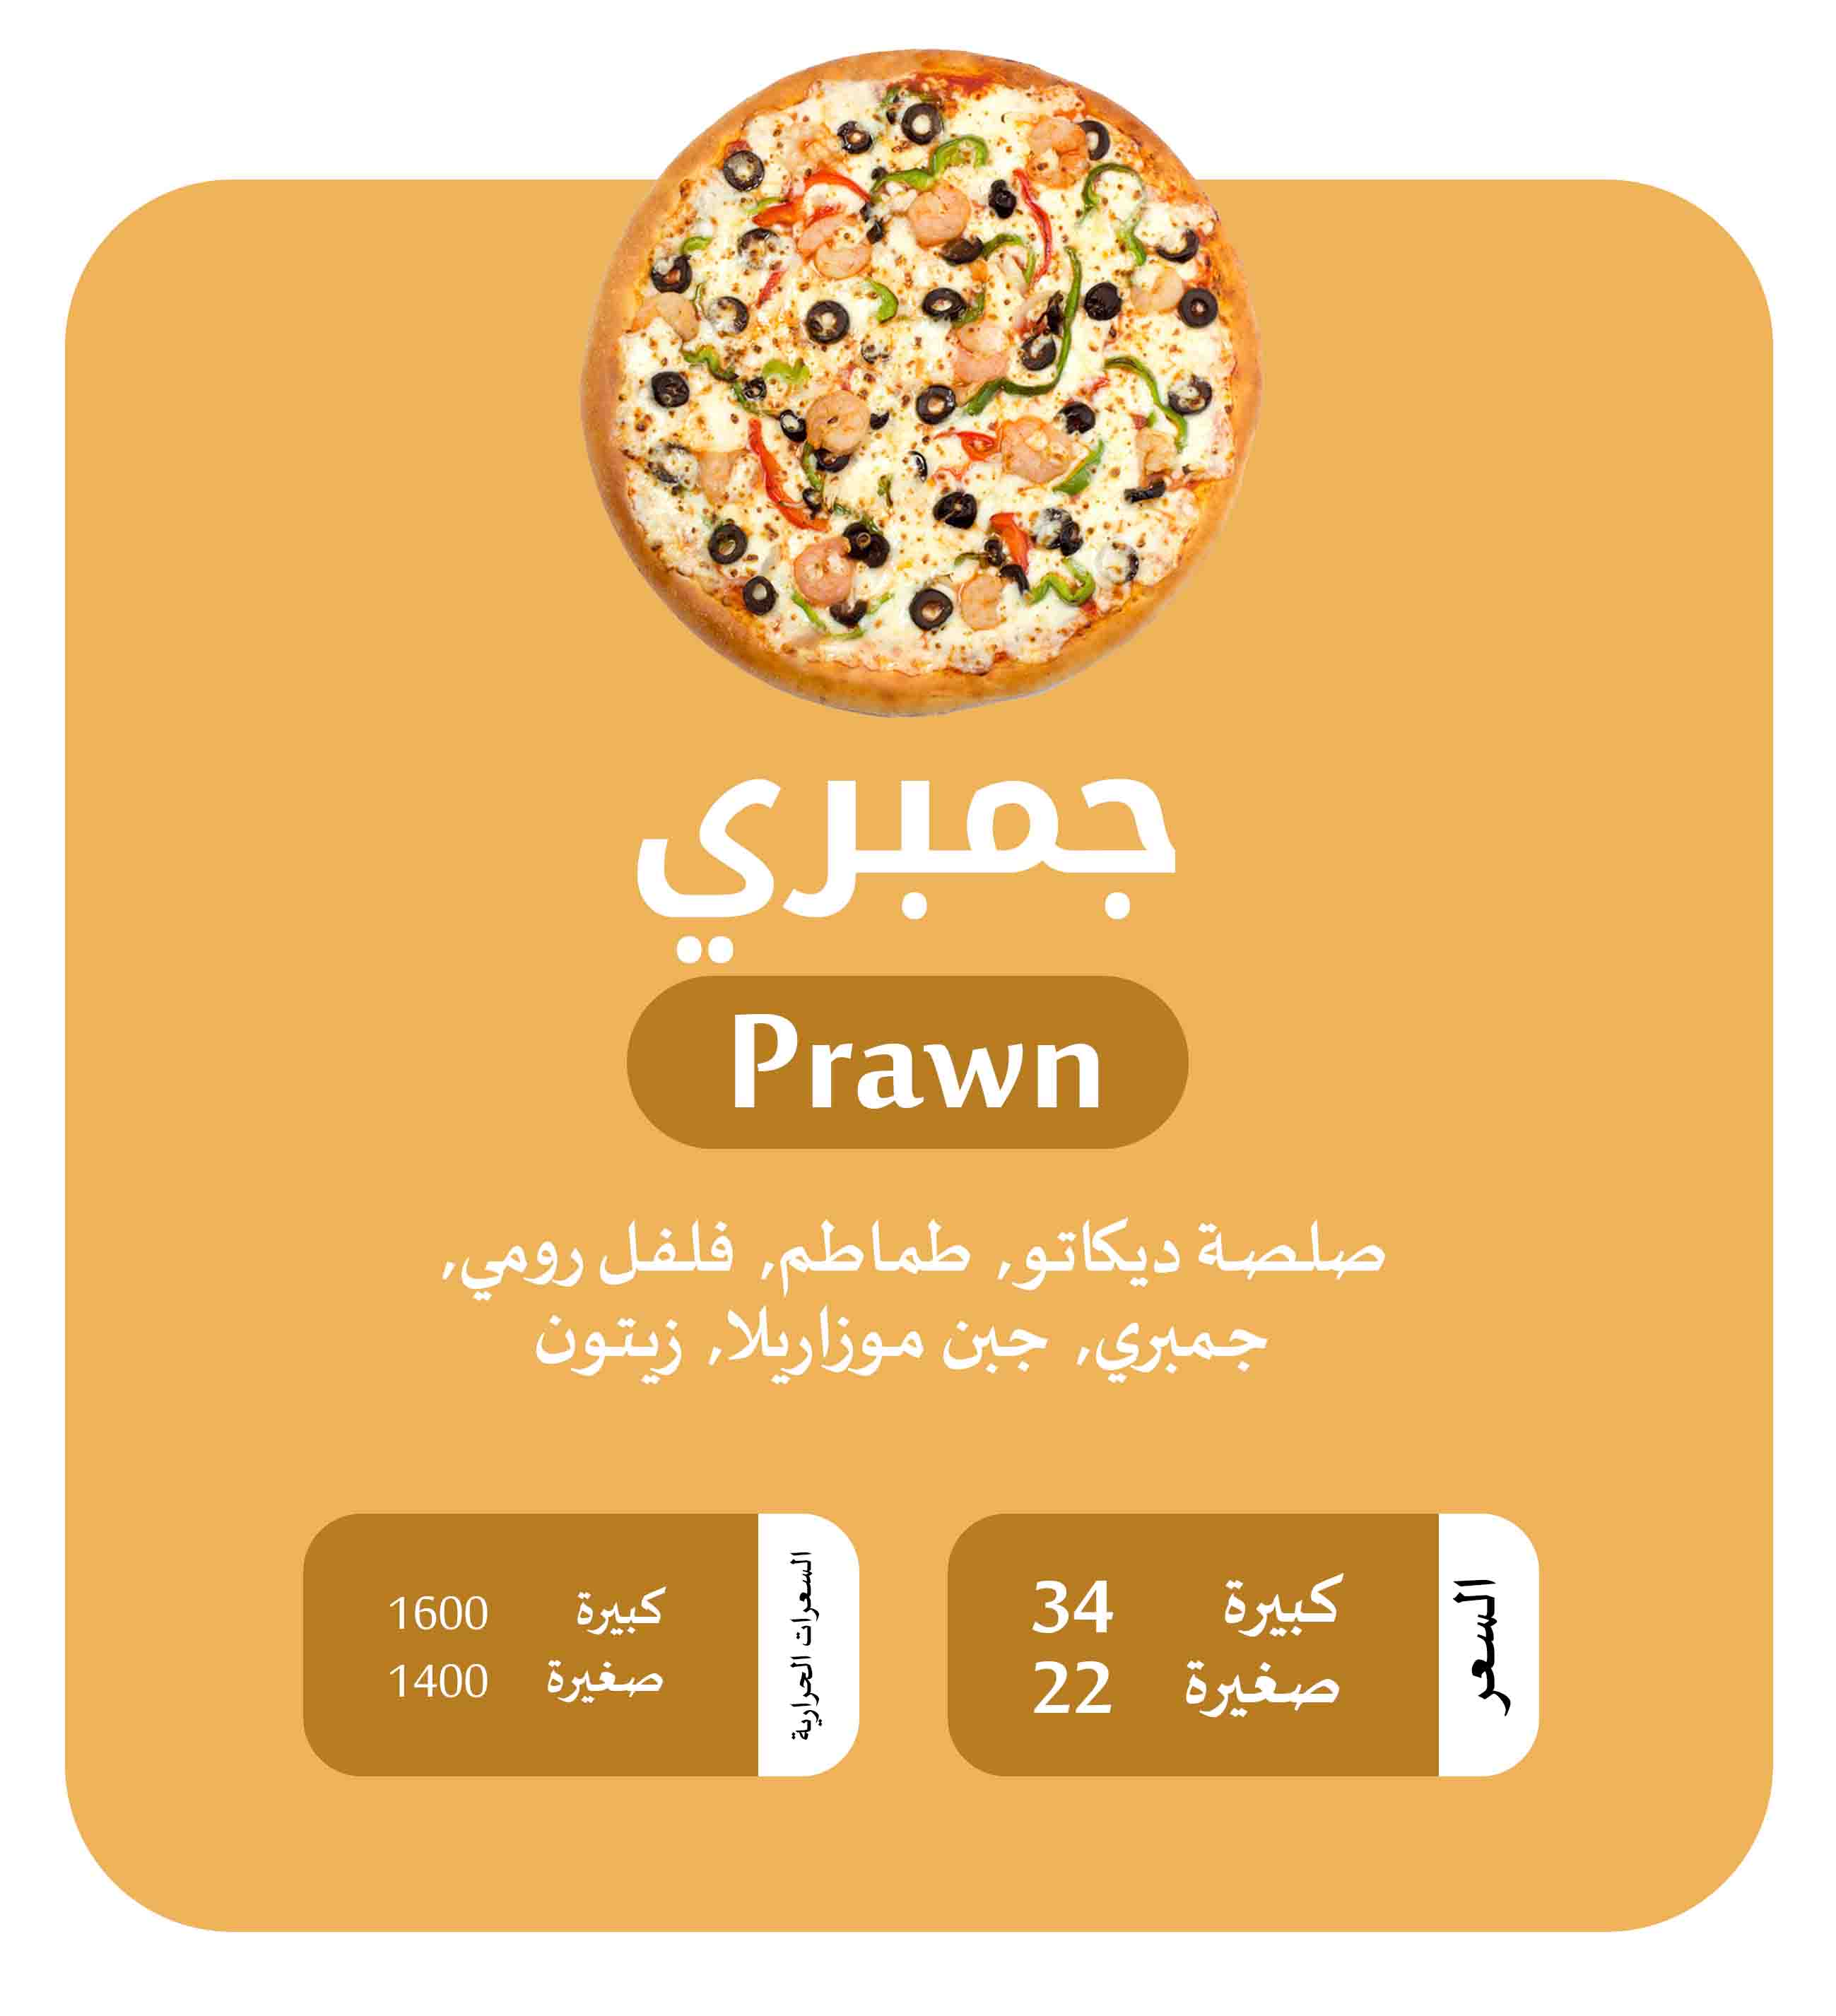 جمبري
Prawn
صلصة ديكاتو, طماطم, فلفل رومي,
جمبري, جبن موزاريلا, زيتون
السعر
كبيرة 34
صغيرة 22
السعرات الحرارية
كبيرة 1600
صغيرة 1400